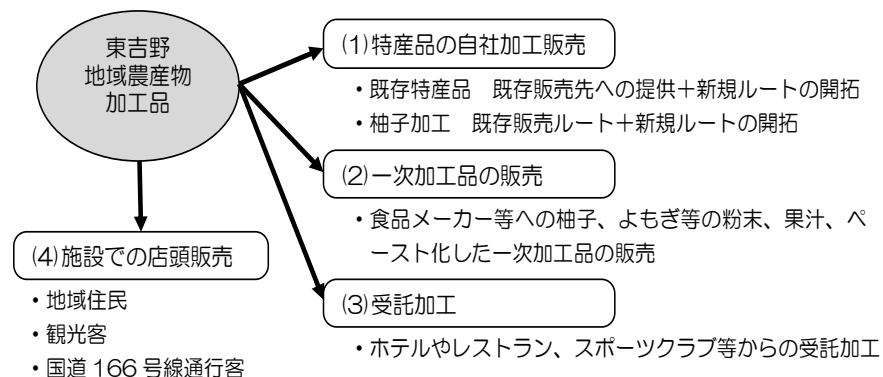 東吉野
地域農産物
加工品
(1)特産品の自社加工販売
・既存特産品　既存販売先への提供＋新規ルートの開拓
・柚子加工　既存販売ルート＋新規ルートの開拓
(2)一次加工品の販売
・食品メーカー等への柚子、よもぎ等の粉末、果汁、ペ
ースト化した一次加工品の販売
(3)受託加工
・ホテルやレストラン、スポーツクラブ等からの受託加工
(4)施設での店頭販売
・地域住民
・観光客
・国道 166 号線通行客